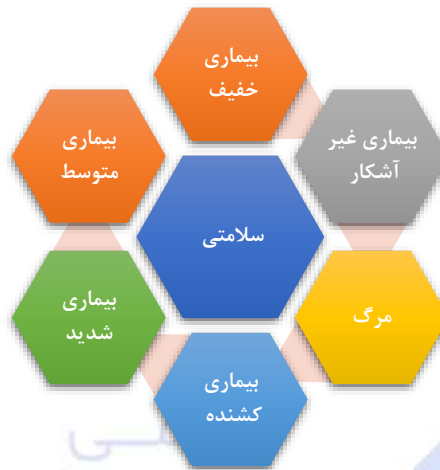 بیماری
خفیف
بیماری غیر
آشکار
بیماری
متوسط
سلامتی
مرگ
بیماری
شدید
بیماری
کشنده